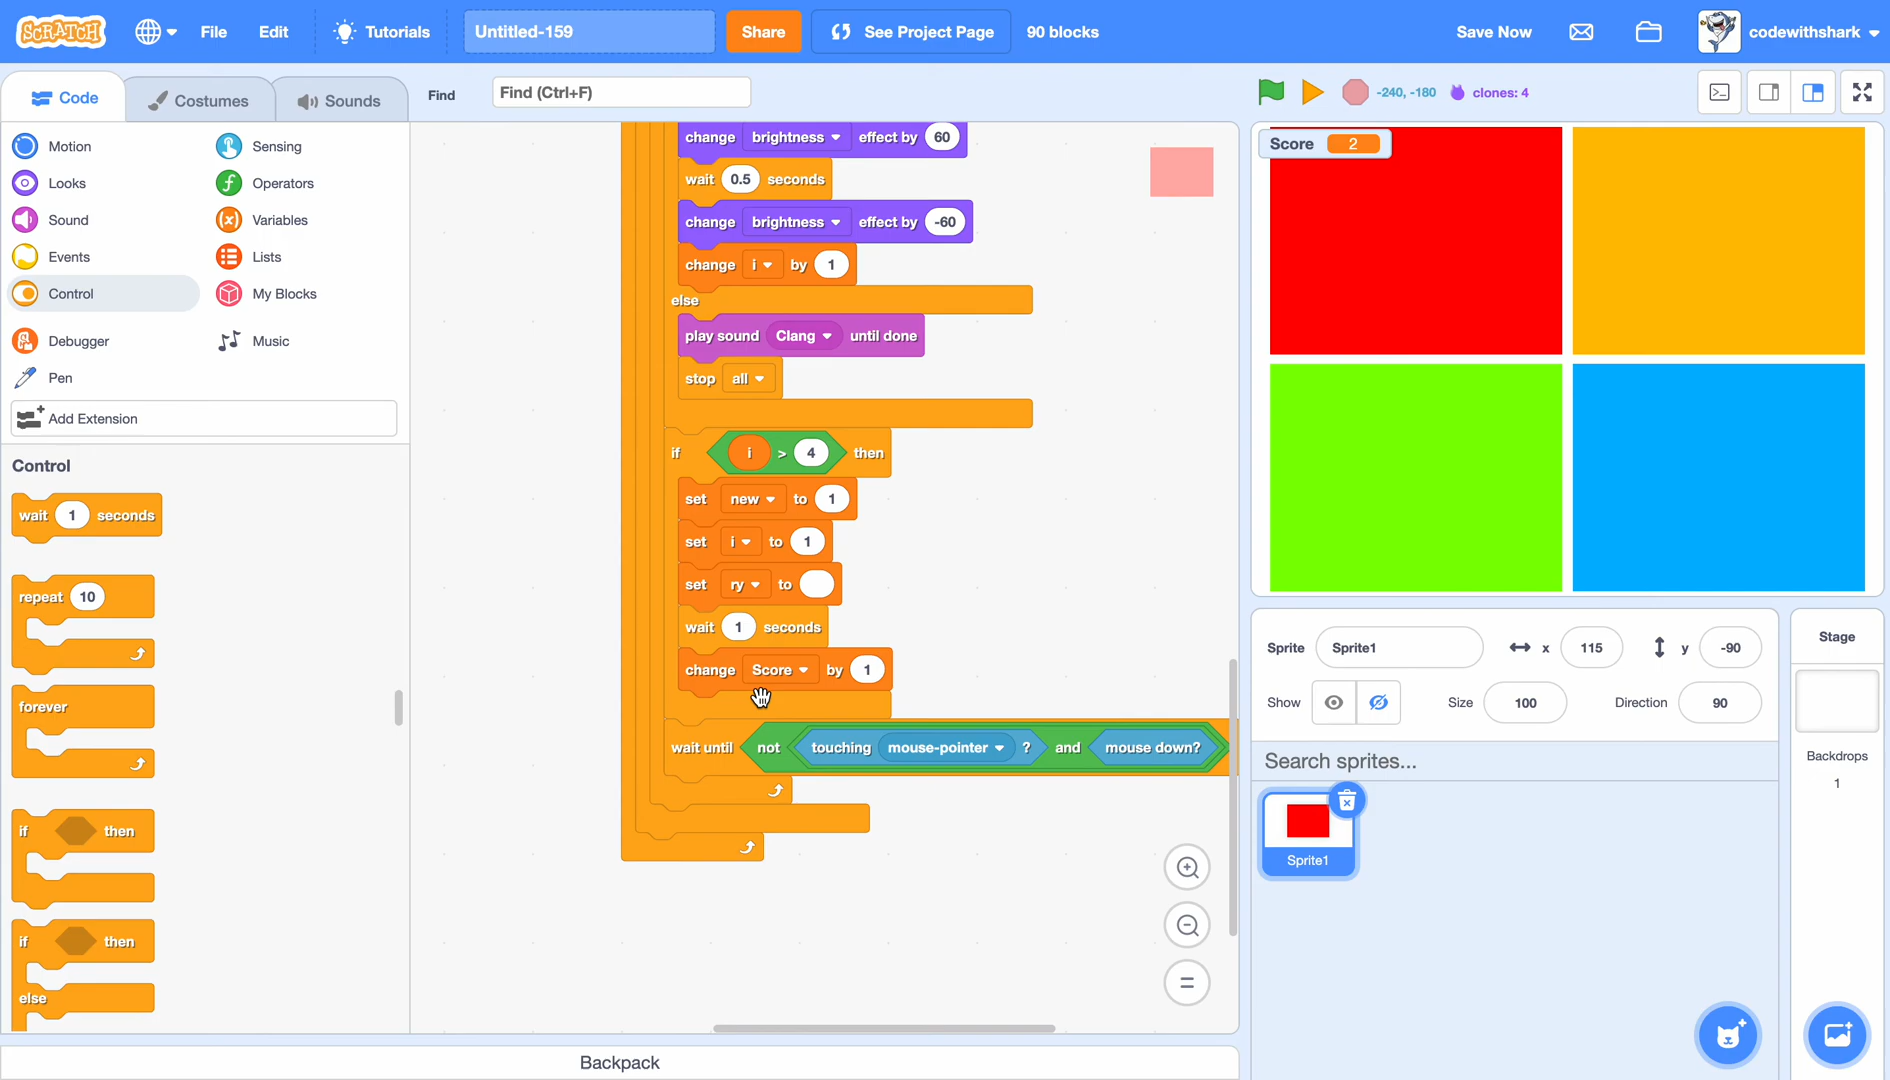 SCRATCH
File
Edit
Tutorials
Untitled-159
Share
See Project Page
90 blocks
Save Now
codewithshark
Code
Costumes
Sounds
Find
Find (Ctrl+F)
-240, -180
clones: 4
Motion
Looks
Sound
Events
Control
Debugger
Pen
Sensing
Operators
Variables
Lists
My Blocks
Music
Add Extension
Control
wait 1 seconds
repeat 10
forever
if then
if then
else
change brightness effect by 60
wait 0.5 seconds
change brightness effect by -60
change i by 1
else
play sound Clang until done
stop all
if i > 4 then
set new to 1
set i to 1
set ry to
wait 1 seconds
change Score by 1
wait until not touching mouse-pointer ? and mouse down?
Backpack
Score 2
Sprite Sprite1 x 115 y -90
Show Size 100 Direction 90
Search sprites...
Sprite1
Stage
Backdrops
1